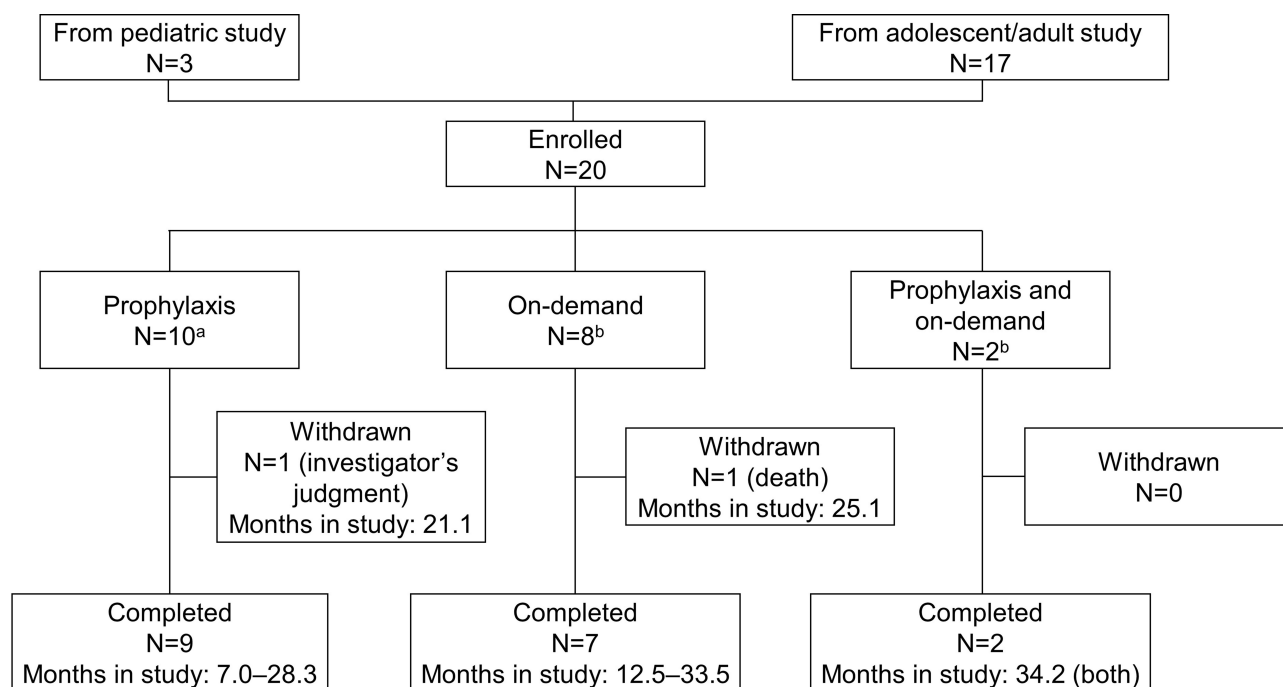 From pediatric study
N=3
From adolescent/adult study
N=17
Enrolled
N=20
Prophylaxis
N=10ᵃ
On-demand
N=8ᵇ
Prophylaxis and
on-demand
N=2ᵇ
Withdrawn
N=1 (investigator’s
judgment)
Months in study: 21.1
Withdrawn
N=1 (death)
Months in study: 25.1
Withdrawn
N=0
Completed
N=9
Months in study: 7.0–28.3
Completed
N=7
Months in study: 12.5–33.5
Completed
N=2
Months in study: 34.2 (both)